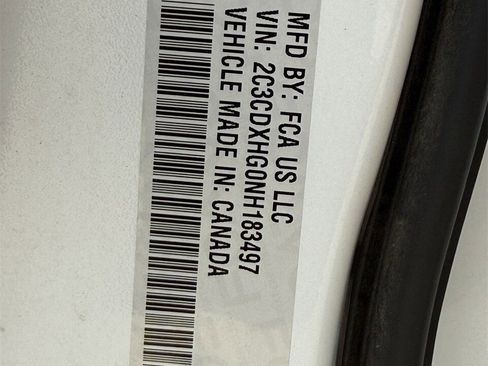 MFD BY: FCA US LLC
VIN: 2C3CDXHG0NH183497
VEHICLE MADE IN: CANADA